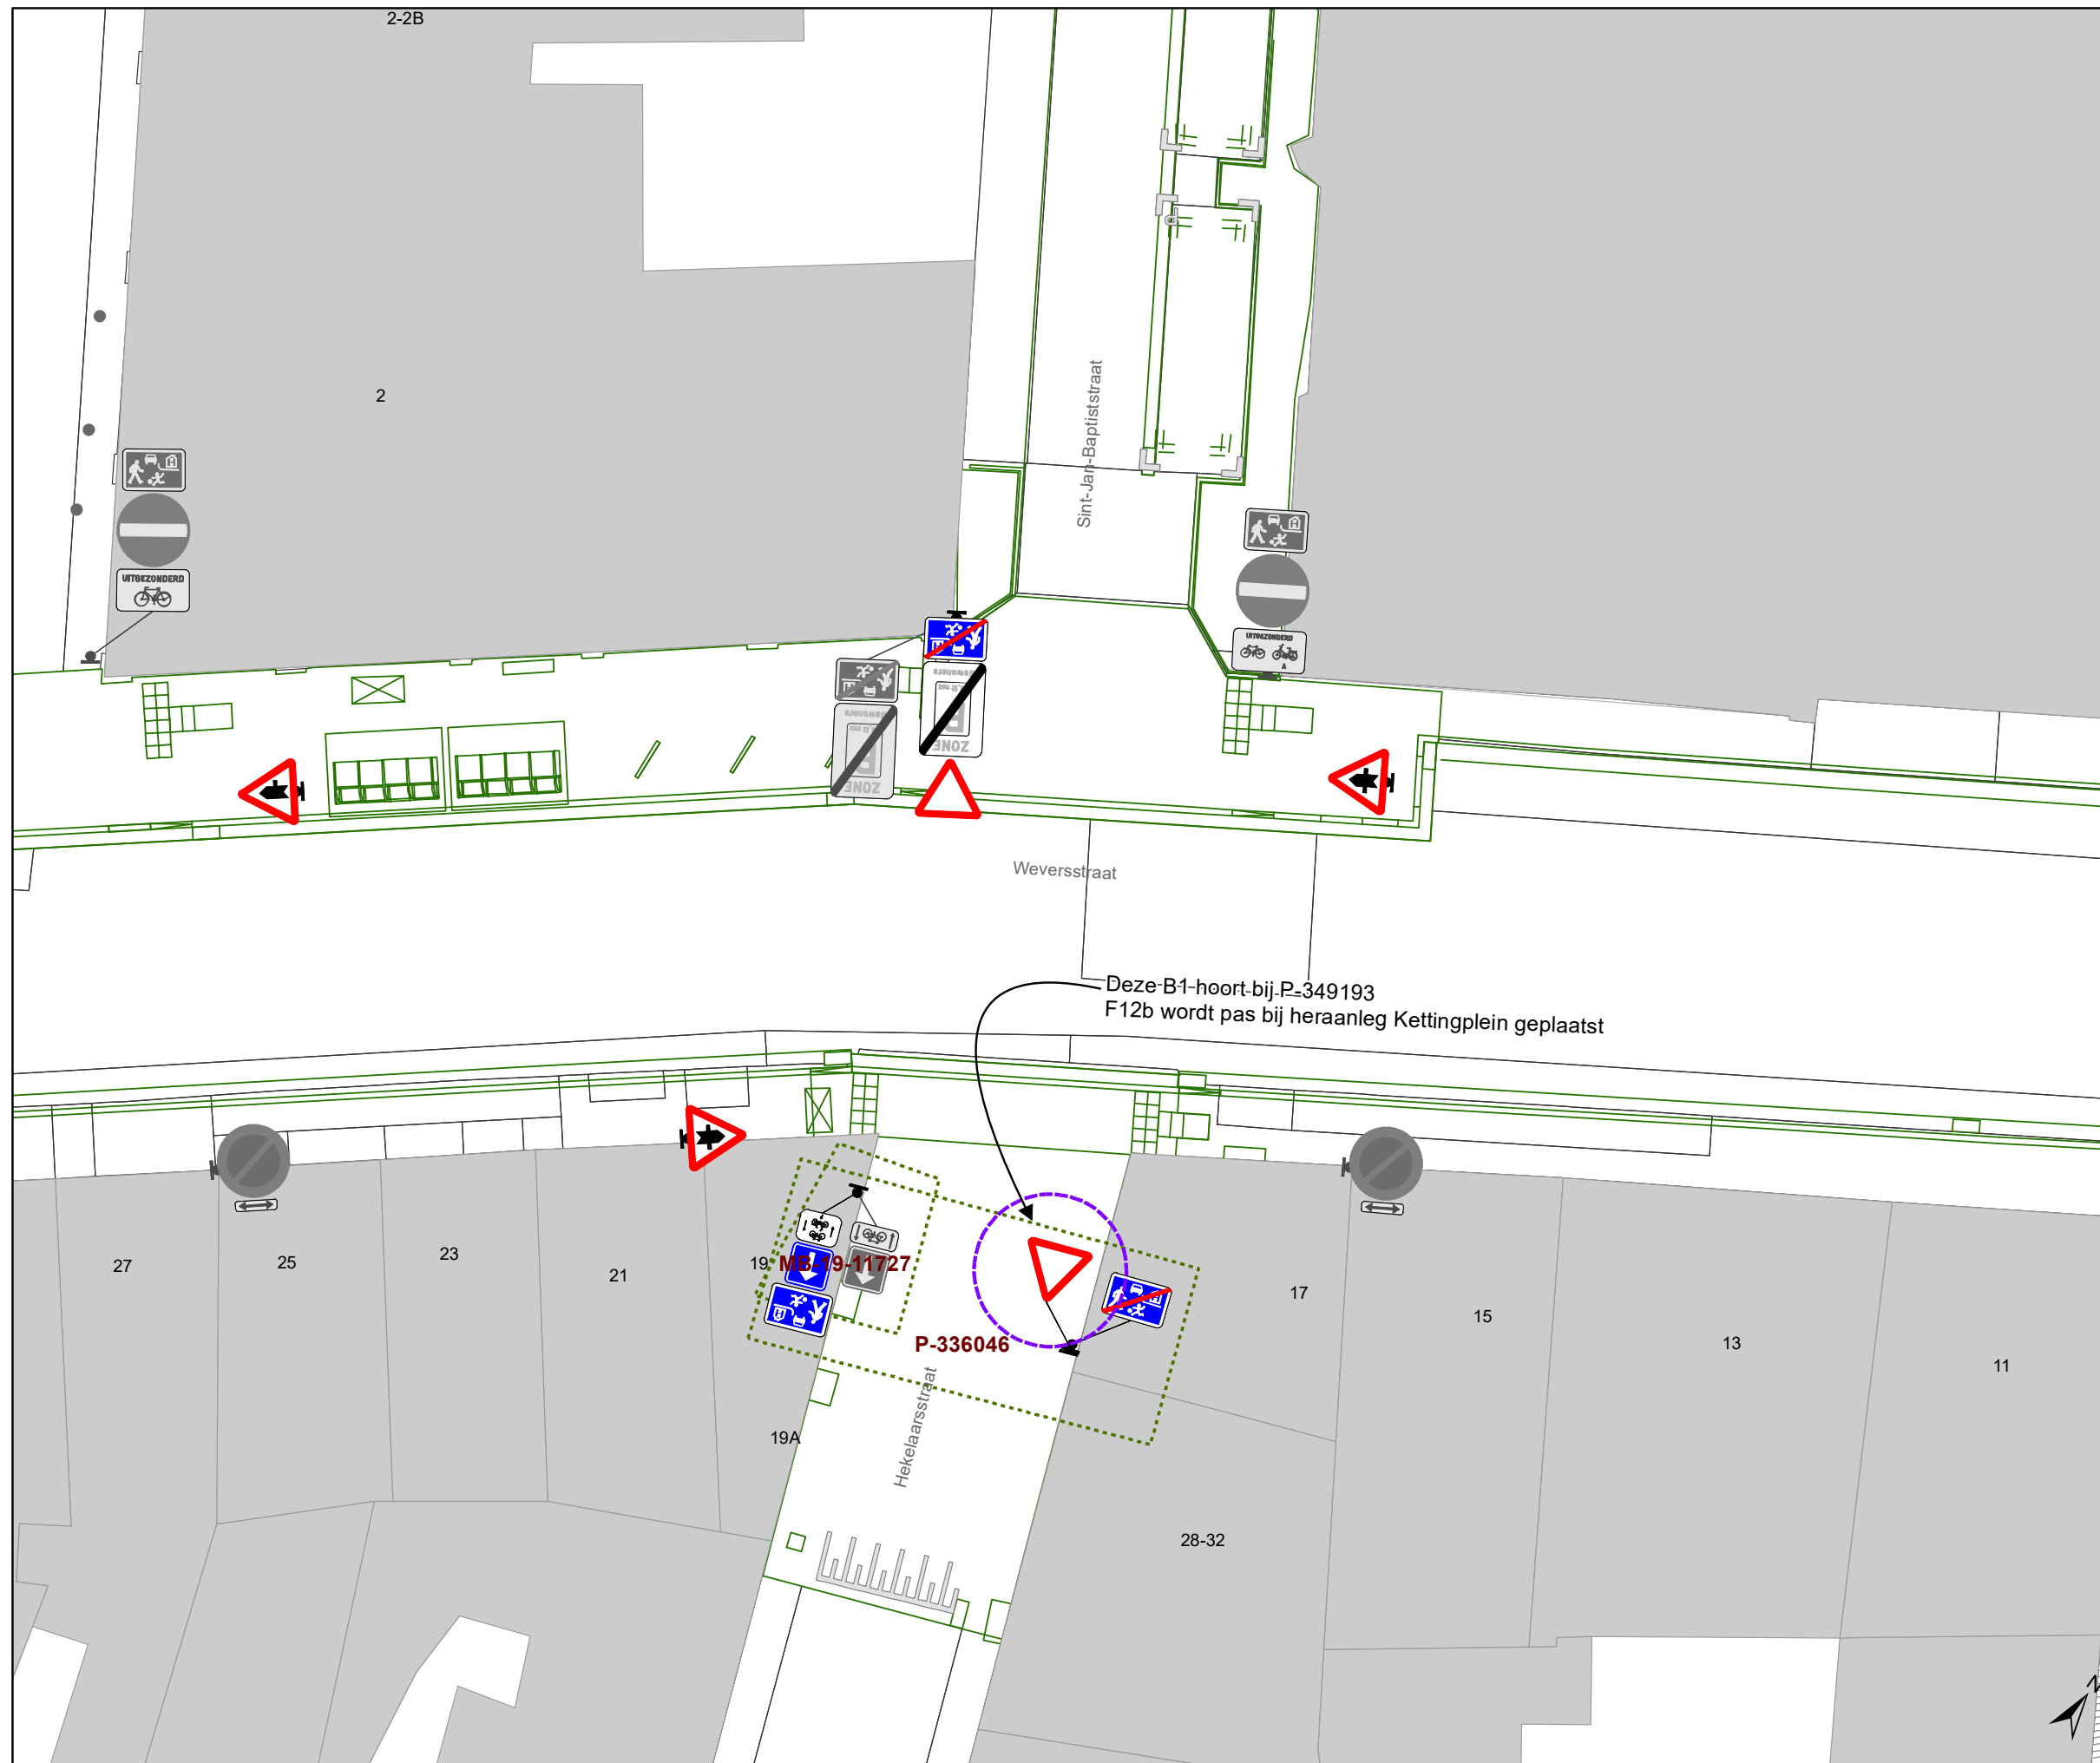 2-2B
2
Sint-Jan-Baptiststraat
UITGEZONDERD
UITGEZONDERD
A
Bewoners
ZONE
Bewoners
ZONE
Weversstraat
Deze B1 hoort bij P-349193
F12b wordt pas bij heraanleg Kettingplein geplaatst
27
25
23
21
19
MB-19-11727
17
15
13
11
P-336046
Hekelaarsstraat
19A
28-32
N